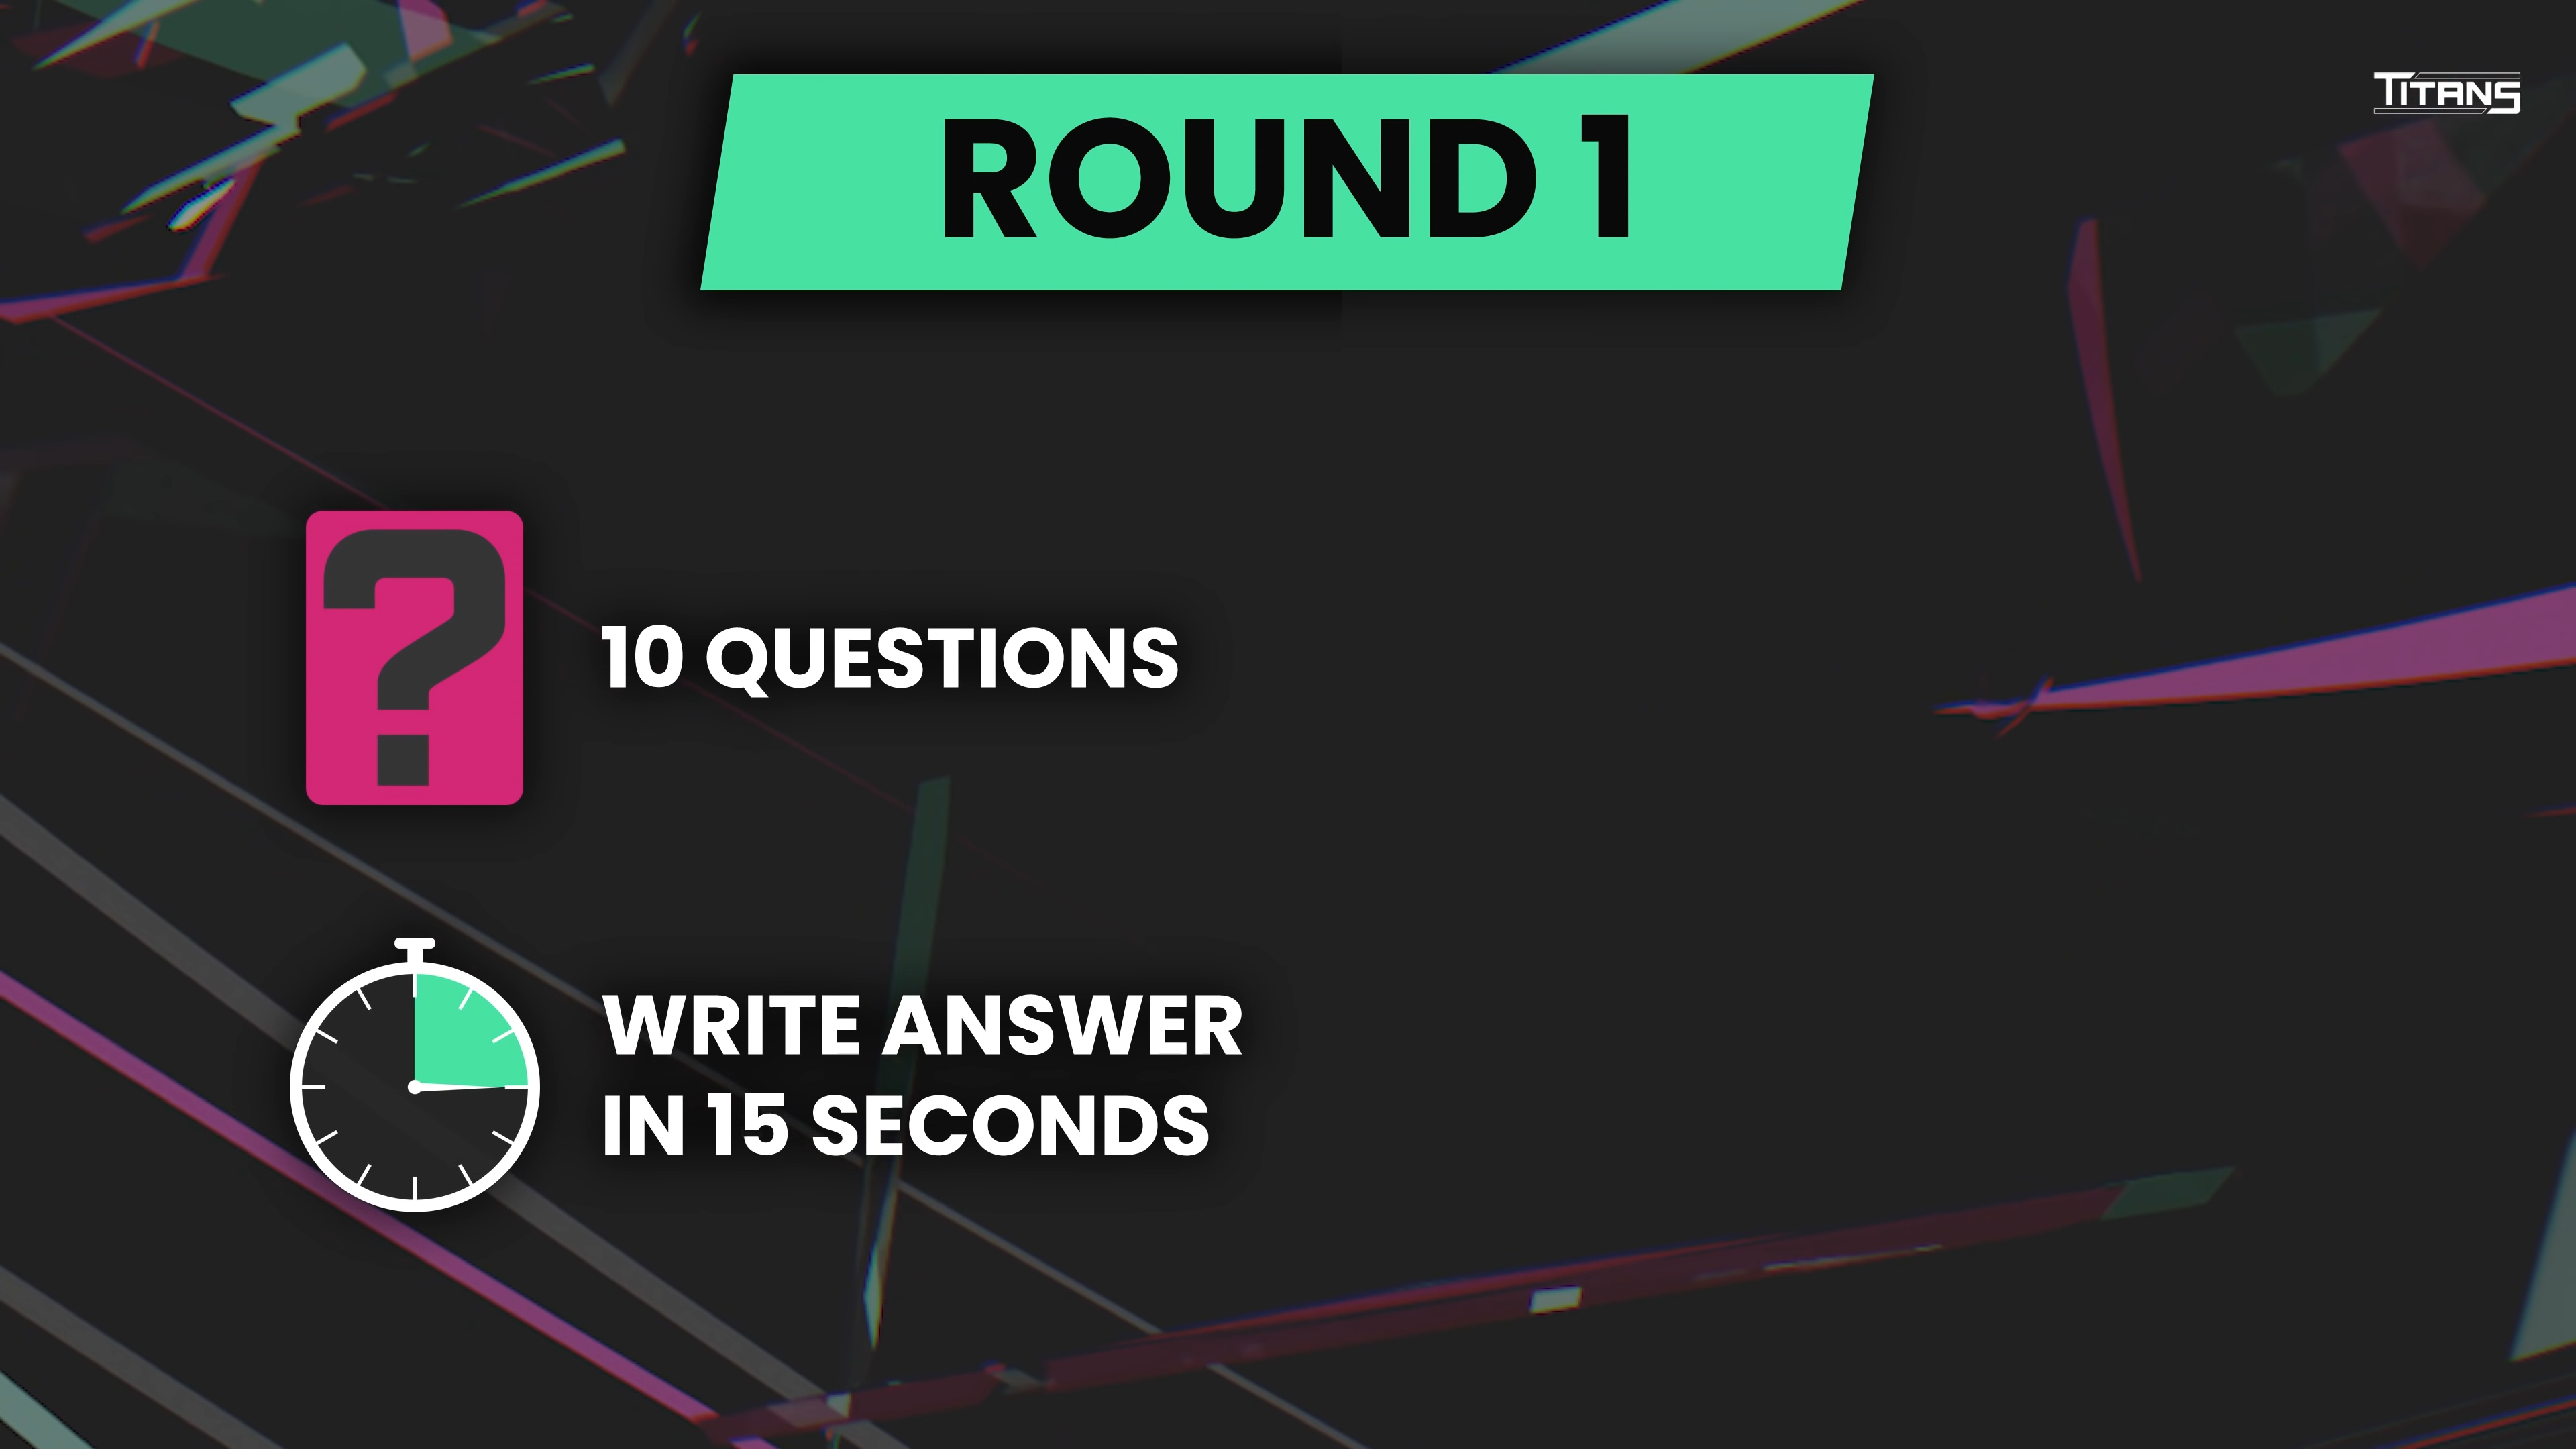 ROUND 1
TITANS
?
10 QUESTIONS
WRITE ANSWER
IN 15 SECONDS